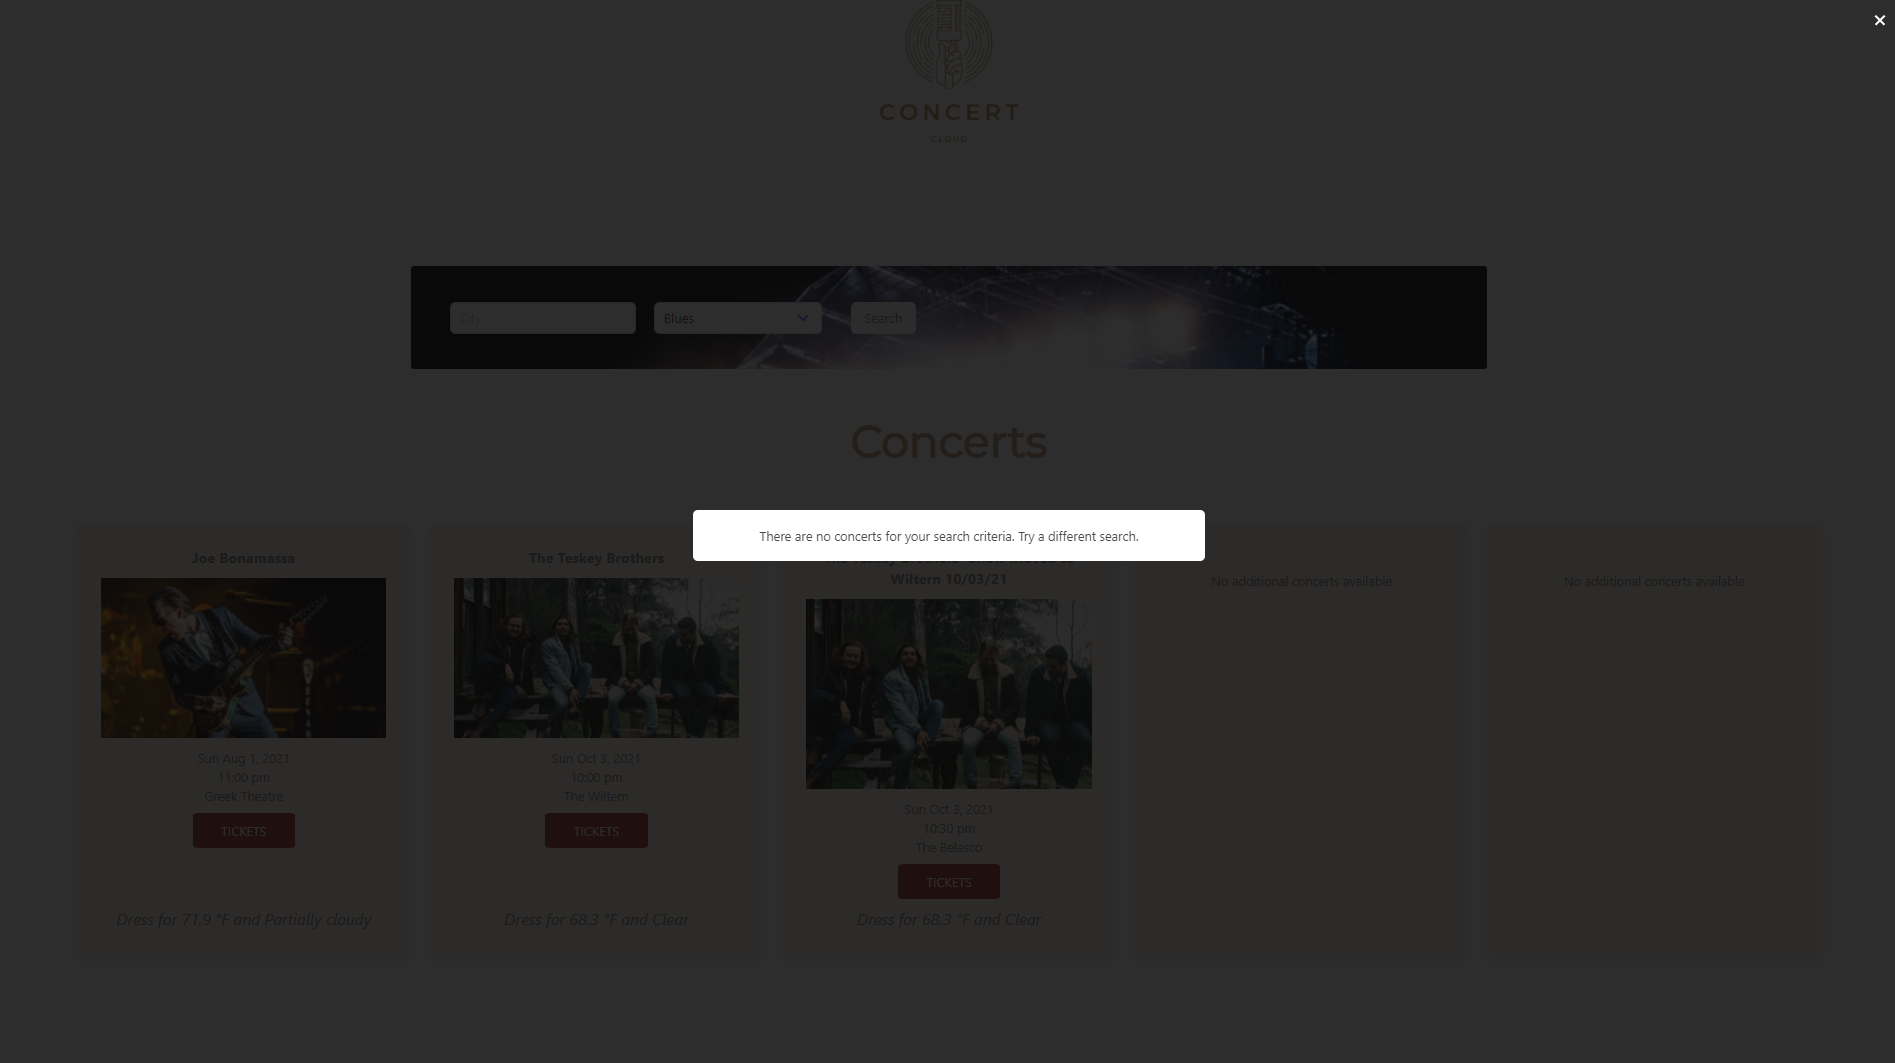 CONCERT
CLOUD
City
Blues
Search
Concerts
There are no concerts for your search criteria. Try a different search.
Joe Bonamassa
The Teskey Brothers
Wiltern 10/03/21
No additional concerts available
No additional concerts available
Sun Aug 1, 2021
11:00 pm
Greek Theatre
TICKETS
Dress for 71.9 °F and Partially cloudy
Sun Oct 3, 2021
10:00 pm
The Wiltern
TICKETS
Dress for 68.3 °F and Clear
Sun Oct 3, 2021
10:30 pm
The Belasco
TICKETS
Dress for 68.3 °F and Clear